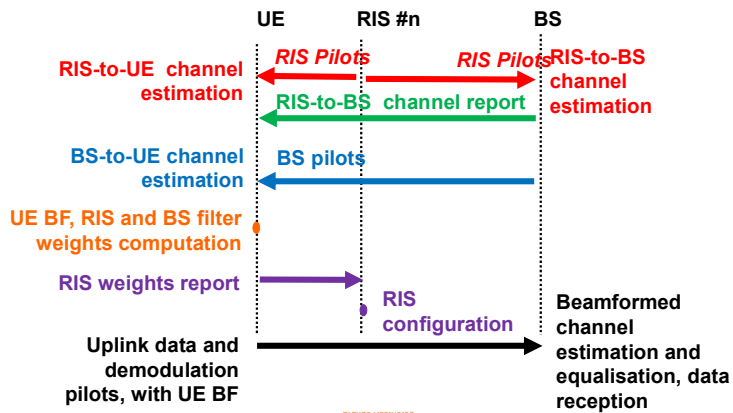 UE
RIS #n
BS
RIS Pilots
RIS Pilots
RIS-to-UE channel
estimation
RIS-to-BS
channel
estimation
RIS-to-BS channel report
BS-to-UE channel
estimation
BS pilots
UE BF, RIS and BS filter
weights computation
RIS weights report
RIS
configuration
Uplink data and
demodulation
pilots, with UE BF
Beamformed
channel
estimation and
equalisation, data
reception